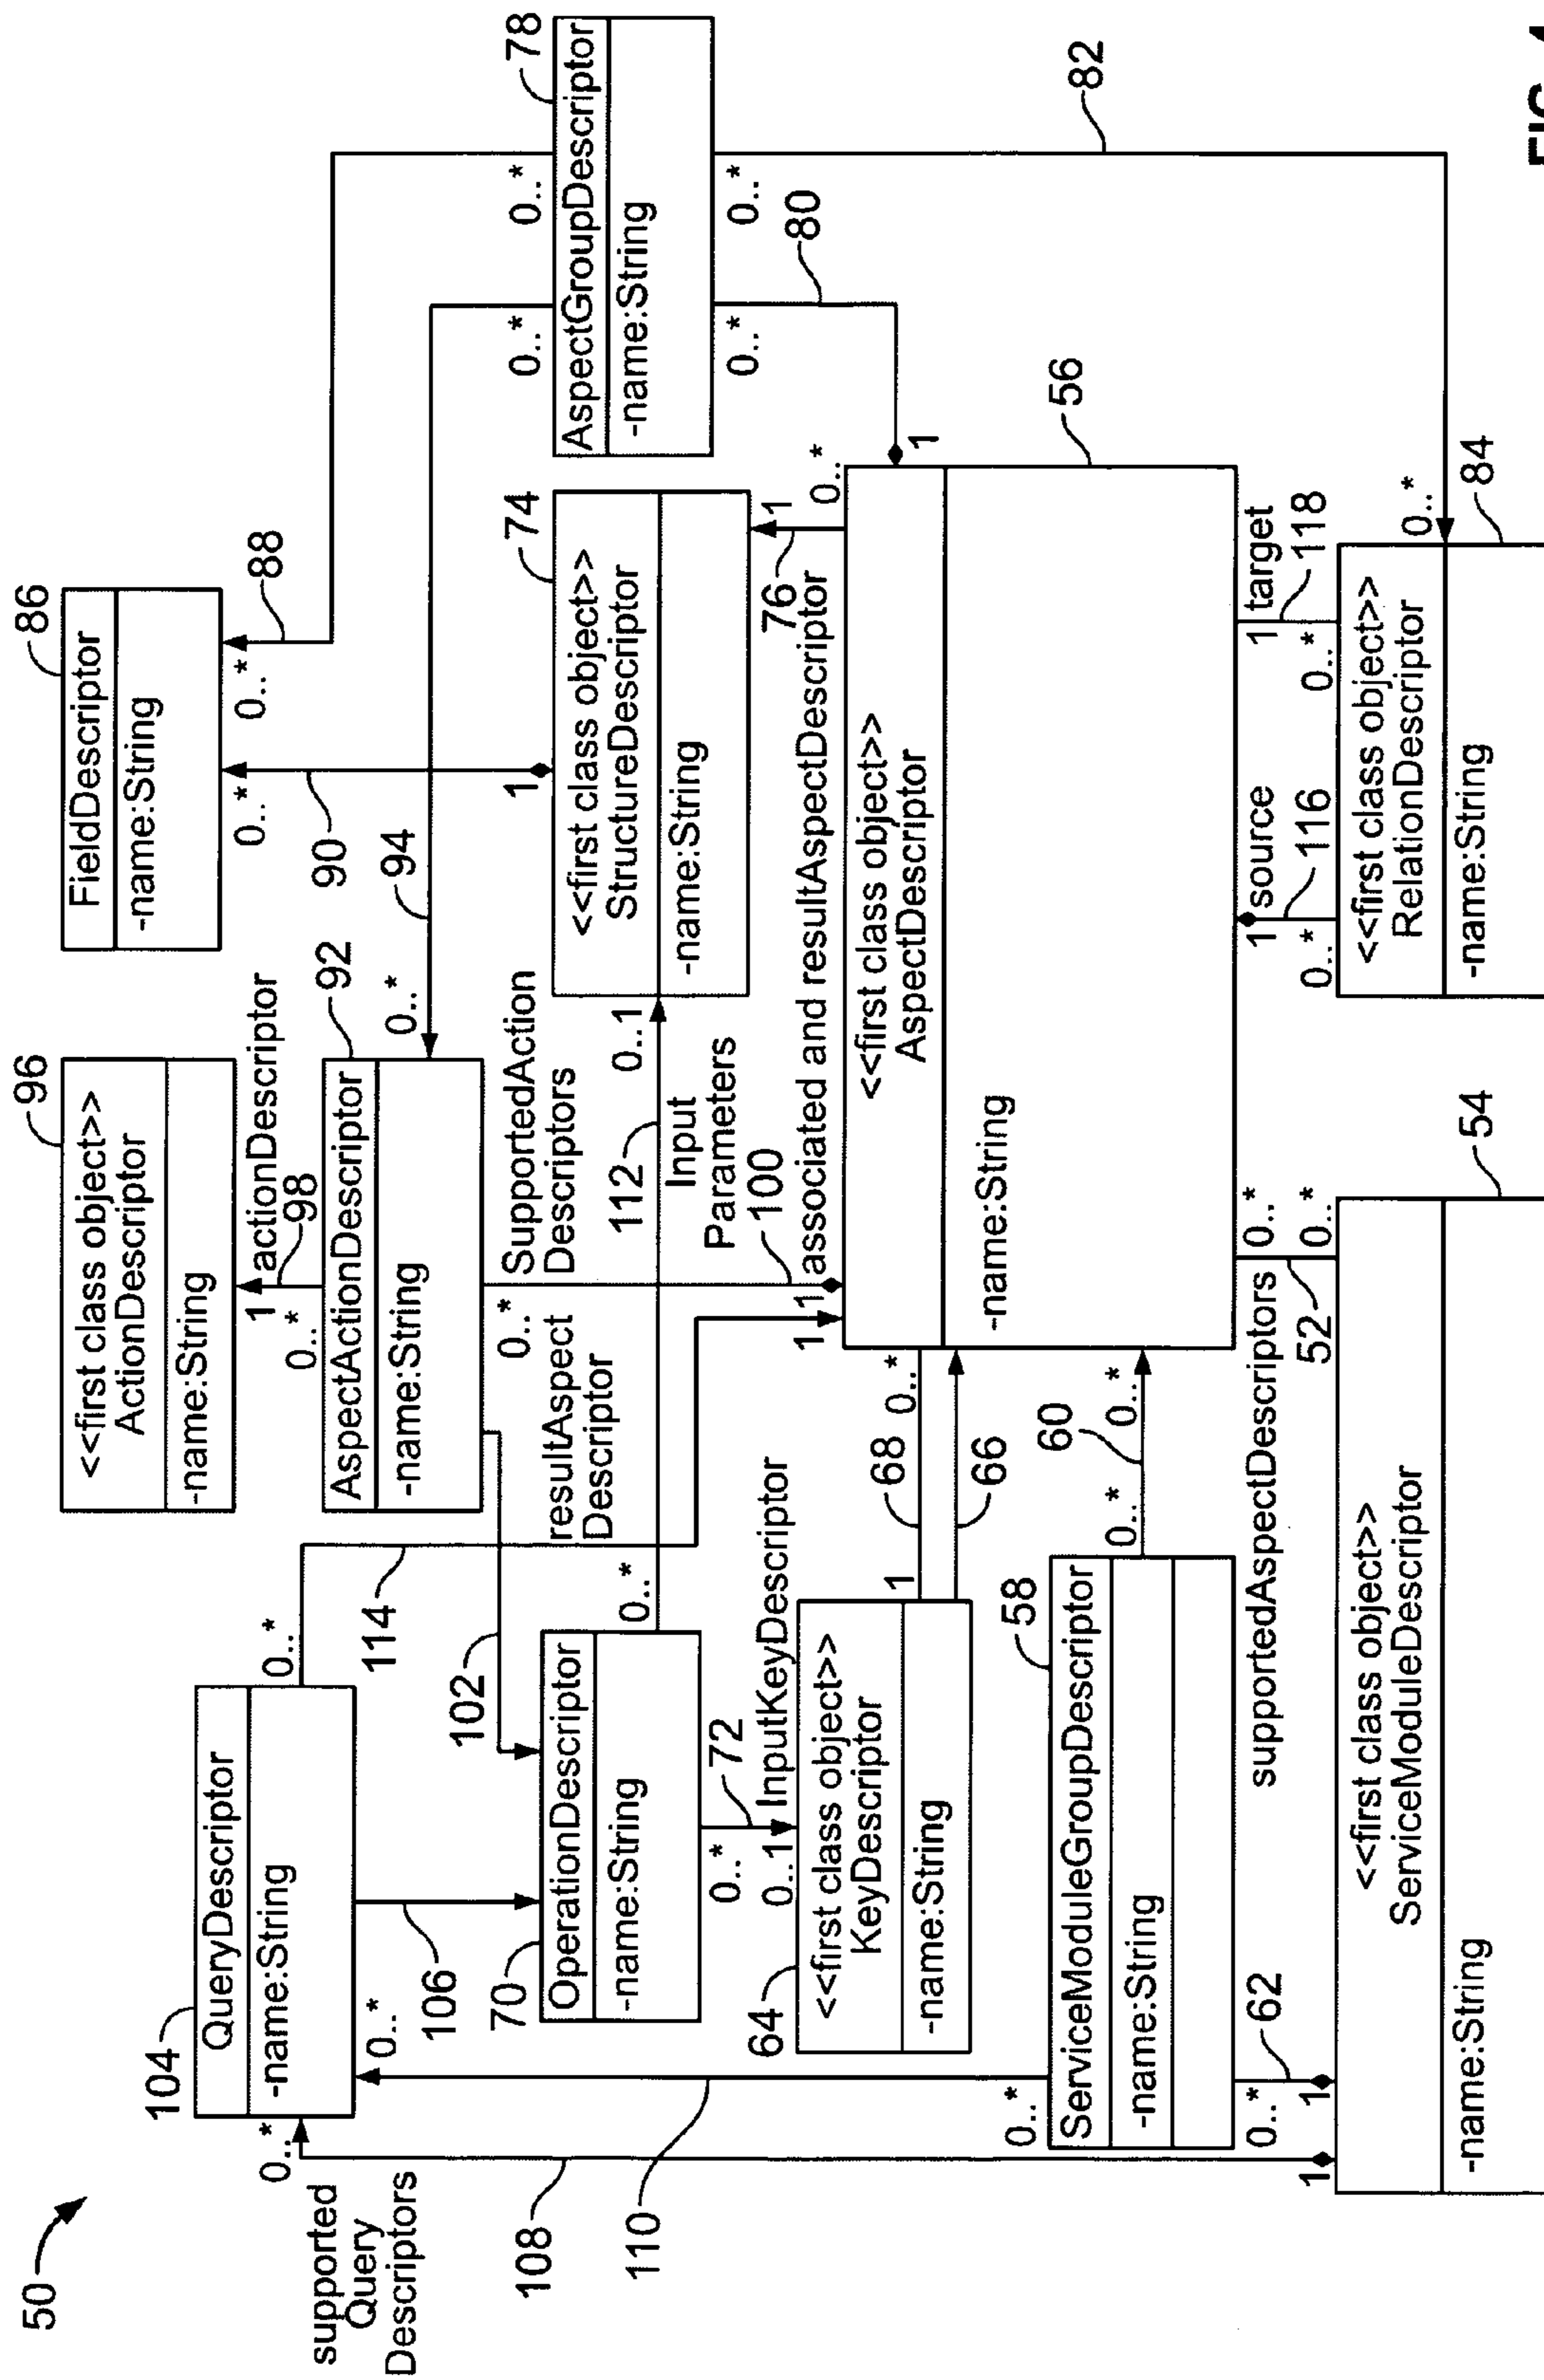 50
104
QueryDescriptor
-name:String
0..*
supported
Query
Descriptors
0..*
0..*
114
106
108
110
102
96
<<first class object>>
ActionDescriptor
-name:String
1
actionDescriptor
98
0..*
92
AspectActionDescriptor
-name:String
0..*
94
86
FieldDescriptor
-name:String
0..*
0..*
88
90
78
AspectGroupDescriptor
-name:String
0..*
0..*
0..*
0..*
80
82
70
OperationDescriptor
-name:String
0..*
resultAspect
Descriptor
0..*
SupportedAction
Descriptors
112
0..1
Input
Parameters
100
74
1
<<first class object>>
StructureDescriptor
-name:String
76
1
0..*
0..*
72
0..1
InputKeyDescriptor
64
<<first class object>>
KeyDescriptor
-name:String
1
68
66
0..*
1
1
associated and resultAspectDescriptor
<<first class object>>
AspectDescriptor
-name:String
1
56
0..*
58
ServiceModuleGroupDescriptor
-name:String
0..*
60
0..*
0..*
62
1
1
supportedAspectDescriptors
0..*
52
0..*
1
source
116
0..*
1
target
118
0..*
0..*
<<first class object>>
ServiceModuleDescriptor
-name:String
54
<<first class object>>
RelationDescriptor
-name:String
84